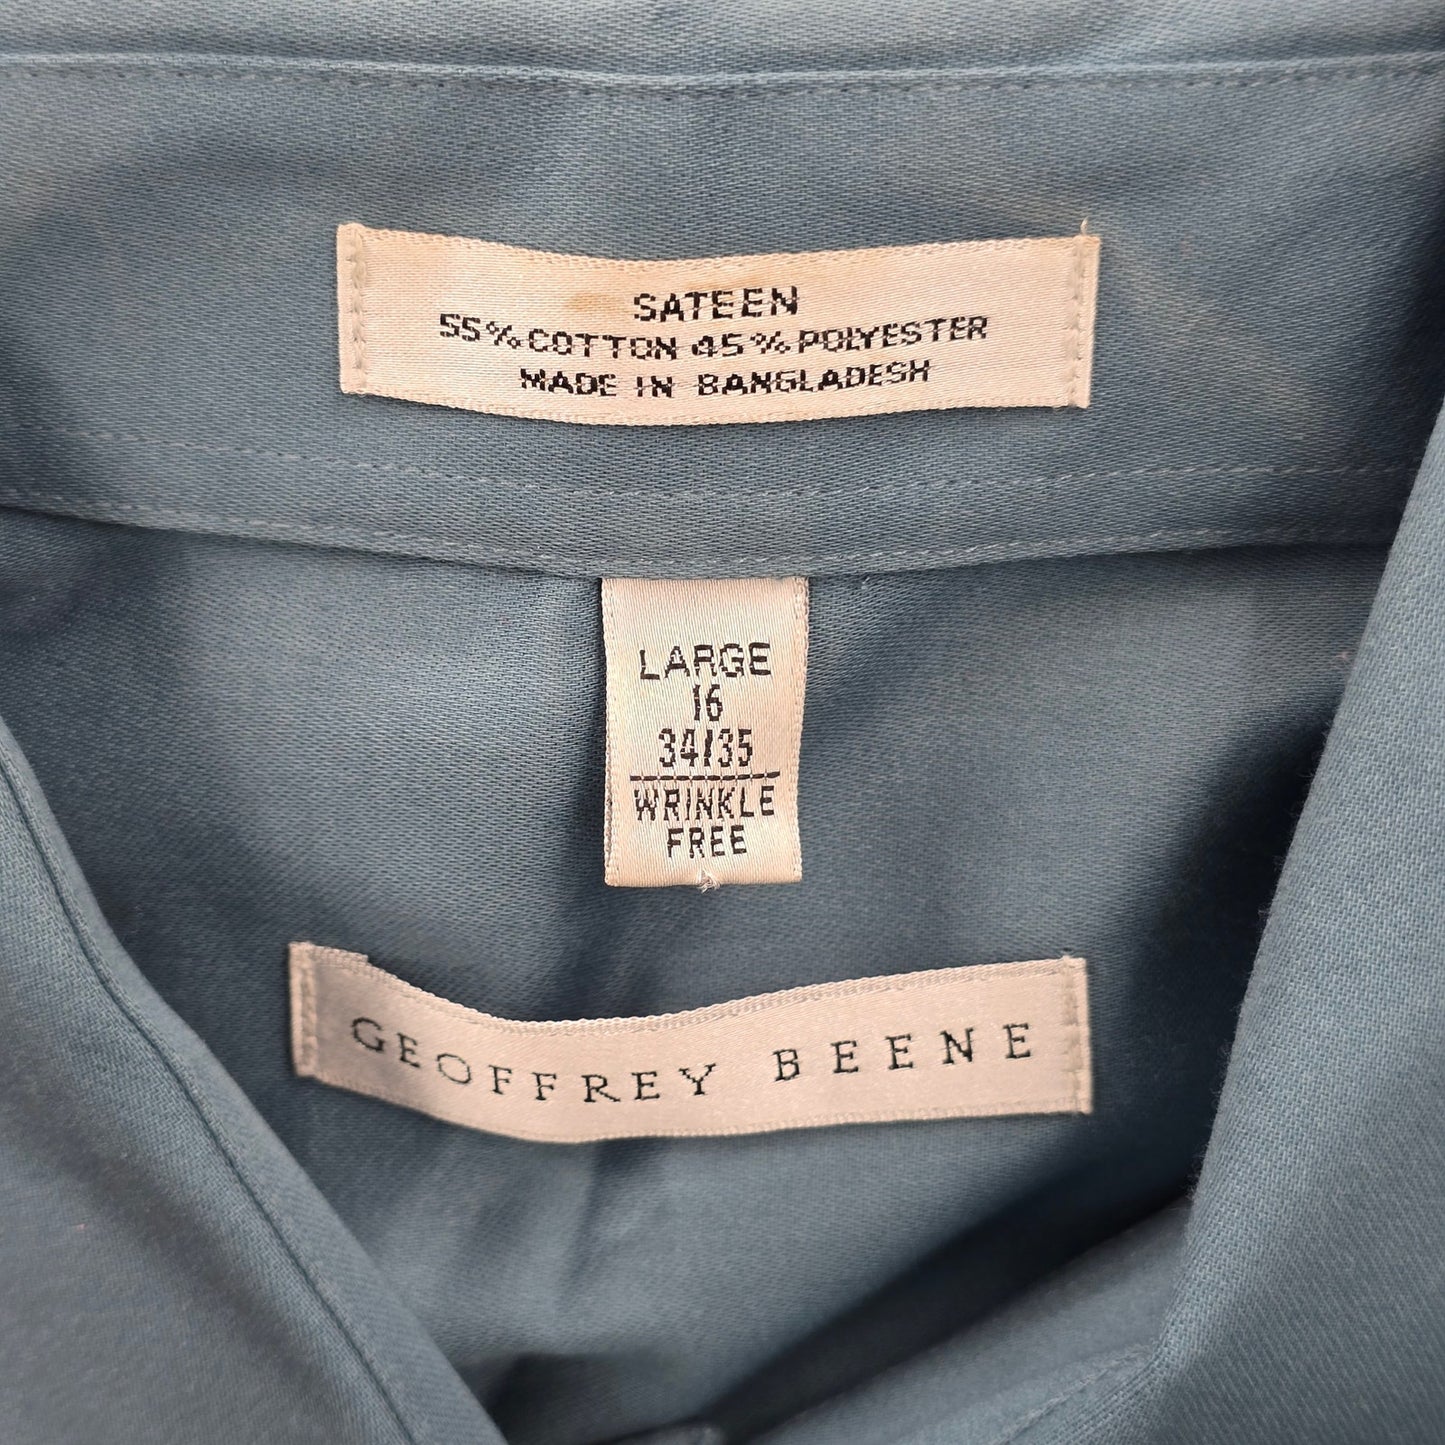 SATEEN
55% COTTON 45% POLYESTER
MADE IN BANGLADESH
LARGE
16
34/35
WRINKLE
FREE
GEOFFREY BEENE